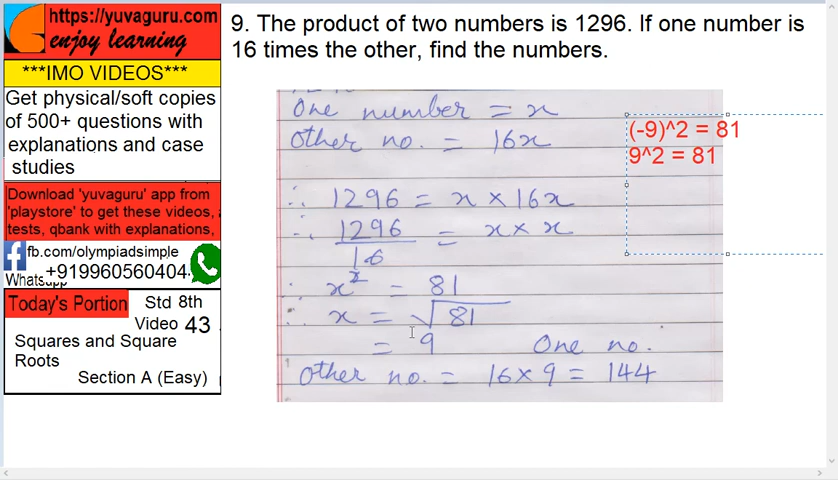 https://yuvaguru.com
enjoy learning
***IMO VIDEOS***
Get physical/soft copies
of 500+ questions with
explanations and case
studies
Download 'yuvaguru' app from
'playstore' to get these videos,
tests, qbank with explanations,
fb.com/olympiadsimple
Whatsupp
+919960560404
Today's Portion
Std 8th
Video 43
Squares and Square
Roots
Section A (Easy)
9. The product of two numbers is 1296. If one number is
16 times the other, find the numbers.
One number = x
Other no. = 16x
∴ 1296 = x × 16x
∴ 1296/16 = x × x
∴ x² = 81
∴ x = √81
= 9 One no.
Other no. = 16 × 9 = 144
(-9)^2 = 81
9^2 = 81